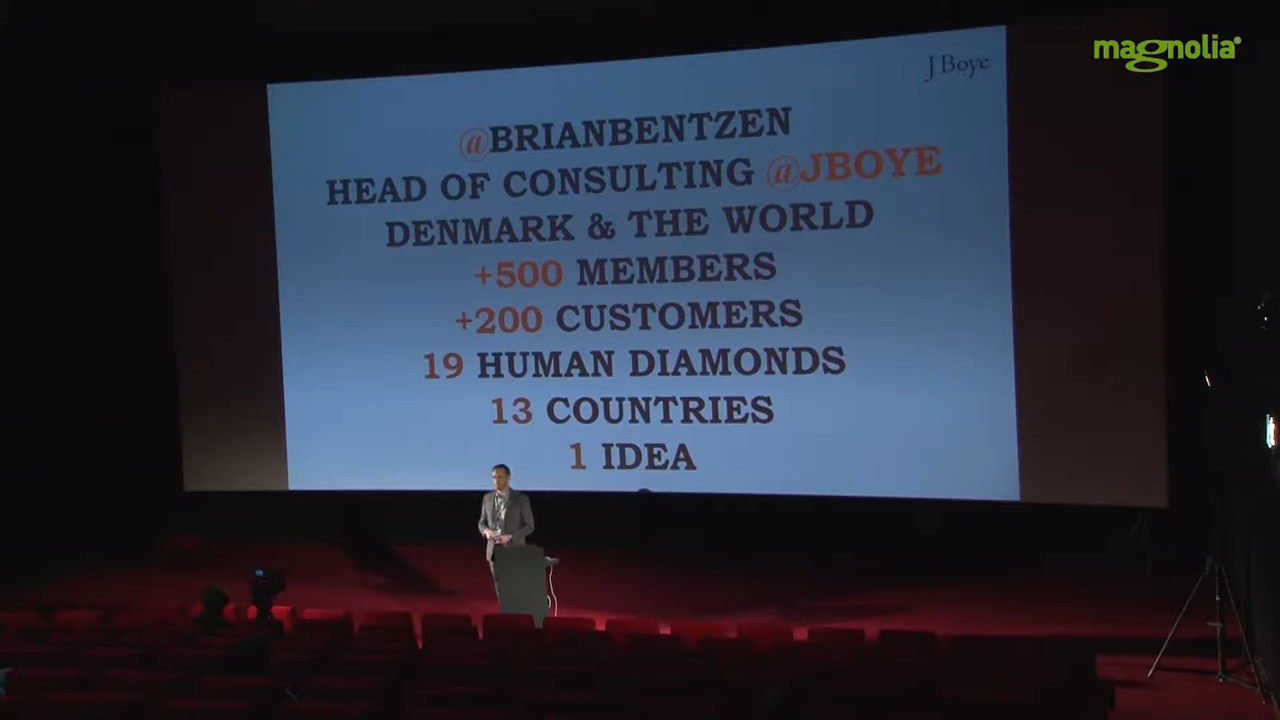 magnolia
J Boye
@BRIANBENTZEN
HEAD OF CONSULTING @JBOYE
DENMARK & THE WORLD
+500 MEMBERS
+200 CUSTOMERS
19 HUMAN DIAMONDS
13 COUNTRIES
1 IDEA